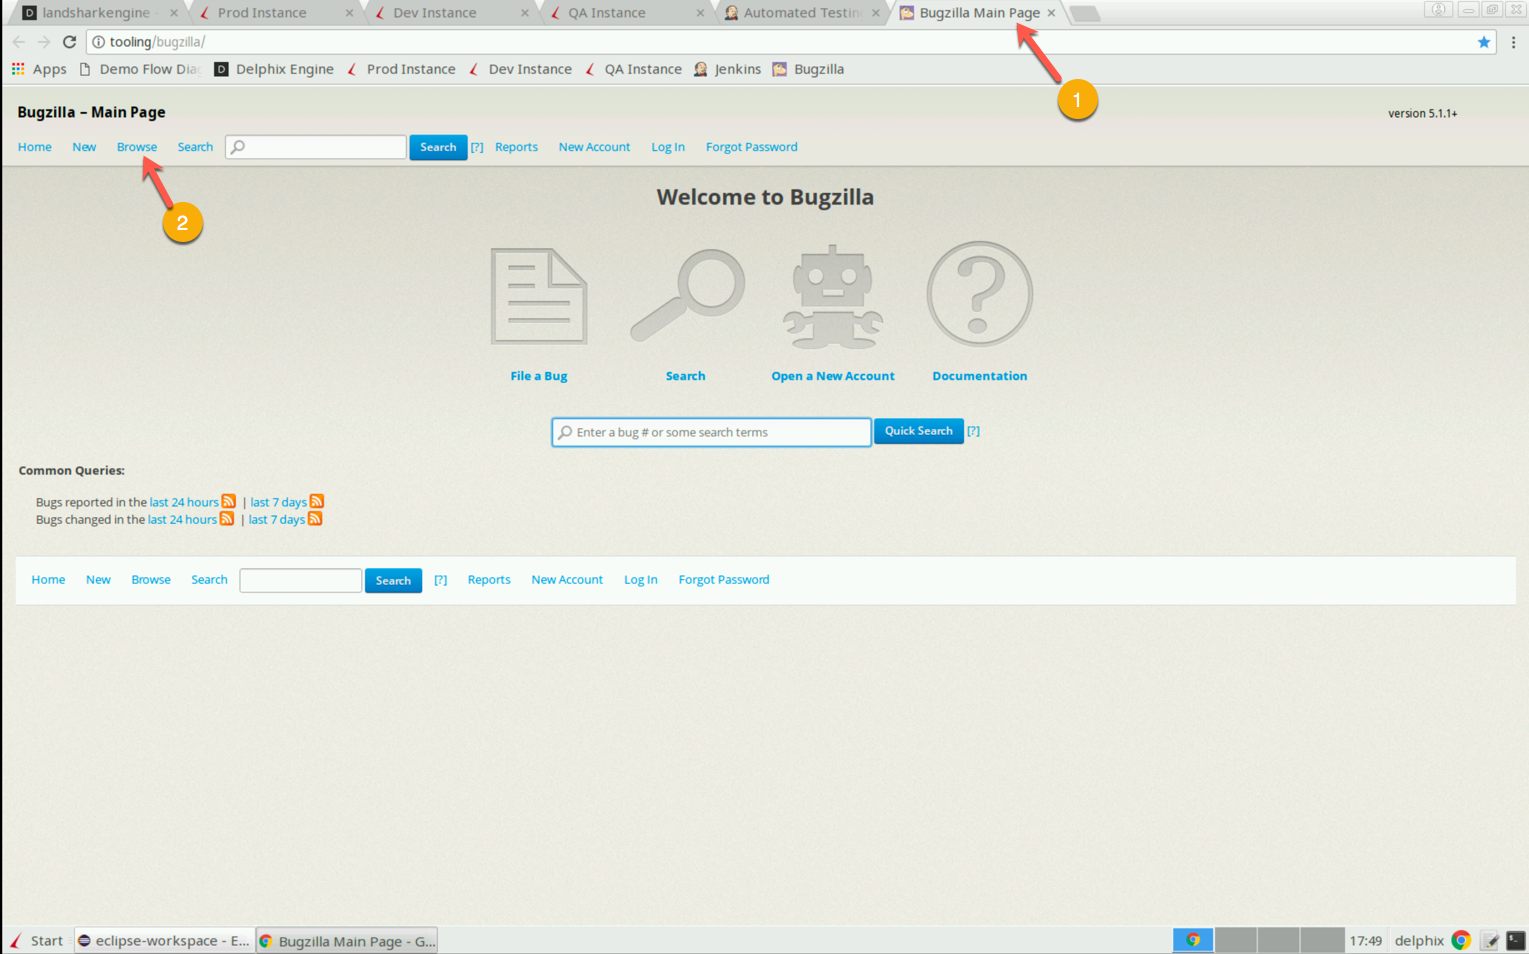 landsharkengine - Prod Instance Dev Instance QA Instance Automated Testin Bugzilla Main Page
tooling/bugzilla/
Apps Demo Flow Dia Delphix Engine Prod Instance Dev Instance QA Instance Jenkins Bugzilla
1
Bugzilla – Main Page
version 5.1.1+
Home New Browse Search Search [?] Reports New Account Log In Forgot Password
2
Welcome to Bugzilla
File a Bug Search Open a New Account Documentation
Enter a bug # or some search terms Quick Search [?]
Common Queries:
Bugs reported in the last 24 hours | last 7 days
Bugs changed in the last 24 hours | last 7 days
Home New Browse Search Search [?] Reports New Account Log In Forgot Password
Start eclipse-workspace - E... Bugzilla Main Page - G... 17:49 delphix